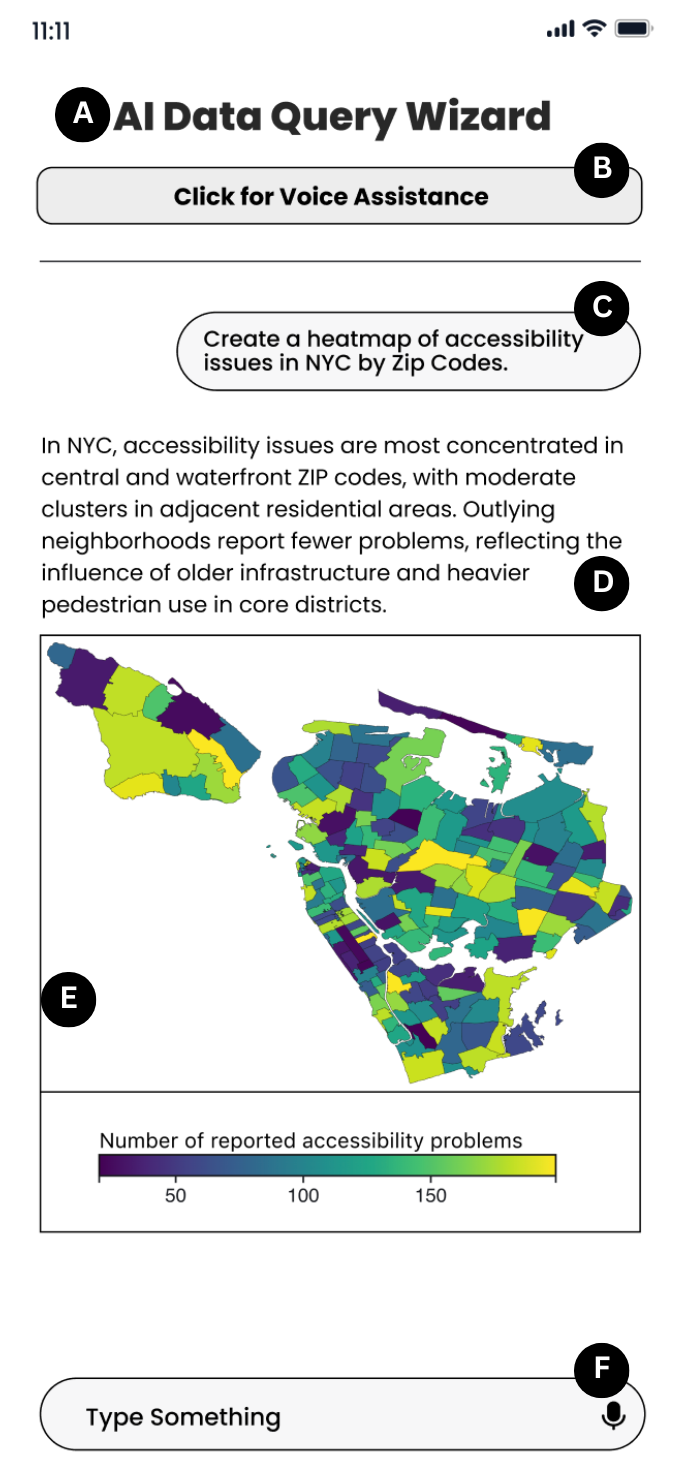 11:11
A AI Data Query Wizard
B
Click for Voice Assistance
C
Create a heatmap of accessibility
issues in NYC by Zip Codes.
In NYC, accessibility issues are most concentrated in
central and waterfront ZIP codes, with moderate
clusters in adjacent residential areas. Outlying
neighborhoods report fewer problems, reflecting the
influence of older infrastructure and heavier
D
pedestrian use in core districts.
E
Number of reported accessibility problems
50 100 150
F
Type Something